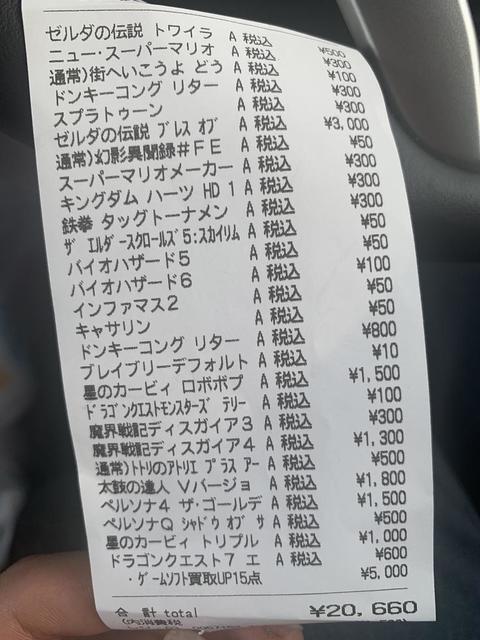 ゼルダの伝説 トワイラ A 税込 ¥500
ニュー・スーパーマリオ A 税込 ¥300
通常)街へいこうよ どう A 税込 ¥100
ドンキーコング リター A 税込 ¥300
スプラトゥーン A 税込 ¥300
ゼルダの伝説 ブレス オブ A 税込 ¥3,000
通常)幻影異聞録#FE A 税込 ¥50
スーパーマリオメーカー A 税込 ¥300
キングダム ハーツ HD 1 A 税込 ¥300
鉄拳 タッグトーナメン A 税込 ¥300
ザ エルダースクロールズ5:スカイリム A 税込 ¥50
バイオハザード5 A 税込 ¥50
バイオハザード6 A 税込 ¥100
インファマス2 A 税込 ¥50
キャサリン A 税込 ¥50
ドンキーコング リター A 税込 ¥800
ブレイブリーデフォルト A 税込 ¥10
星のカービィ ロボボプ A 税込 ¥1,500
ドラゴンクエストモンスターズ テリー A 税込 ¥100
魔界戦記ディスガイア3 A 税込 ¥300
魔界戦記ディスガイア4 A 税込 ¥1,300
通常)トトリのアトリエ プラス アー A 税込 ¥500
太鼓の達人 Vバージョ A 税込 ¥1,800
ペルソナ4 ザ・ゴールデ A 税込 ¥1,500
ペルソナQ シャドウ オブ サ A 税込 ¥500
星のカービィ トリプル A 税込 ¥1,000
ドラゴンクエスト7 エ A 税込 ¥600
・ゲームソフト買取UP15点 ¥5,000
合 計 total ¥20,660